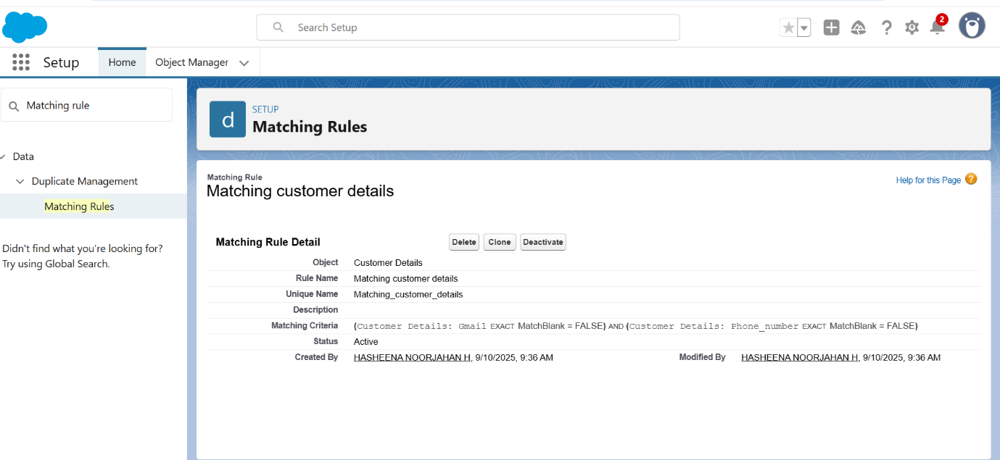 Search Setup
2
Setup
Home
Object Manager
Matching rule
Data
Duplicate Management
Matching Rules
Didn't find what you're looking for?
Try using Global Search.
d
SETUP
Matching Rules
Matching Rule
Matching customer details
Help for this Page ?
Matching Rule Detail
Delete Clone Deactivate
Object Customer Details
Rule Name Matching customer details
Unique Name Matching_customer_details
Description
Matching Criteria (Customer Details: Gmail EXACT MatchBlank = FALSE) AND (Customer Details: Phone_number EXACT MatchBlank = FALSE)
Status Active
Created By HASHEENA NOORJAHAN H, 9/10/2025, 9:36 AM Modified By HASHEENA NOORJAHAN H, 9/10/2025, 9:36 AM